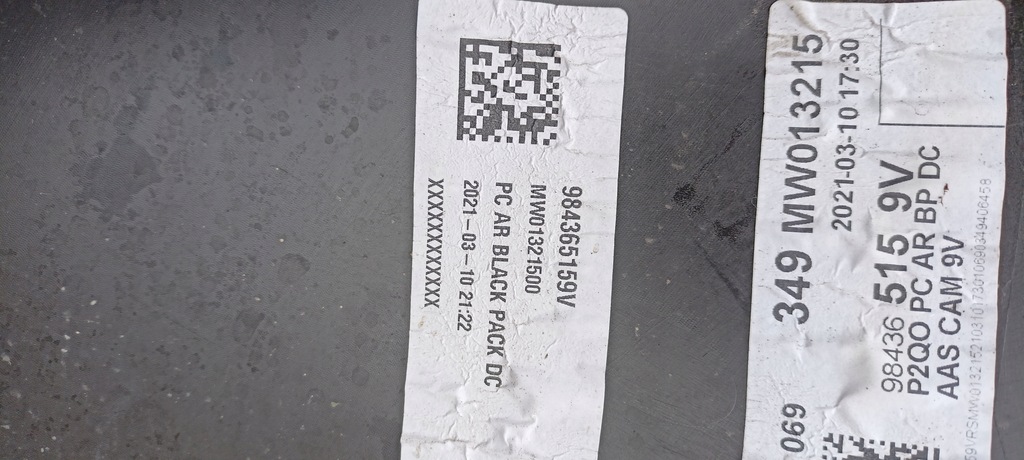 984365159V
MW01321500
PC AR BLACK PACK DC
2021-03-10 21:22
XXXXXXXXXXXX
069 349 MW013215
2021-03-10 17:30
98436 515 9V
P2QO PC AR BP DC
AAS CAM 9V